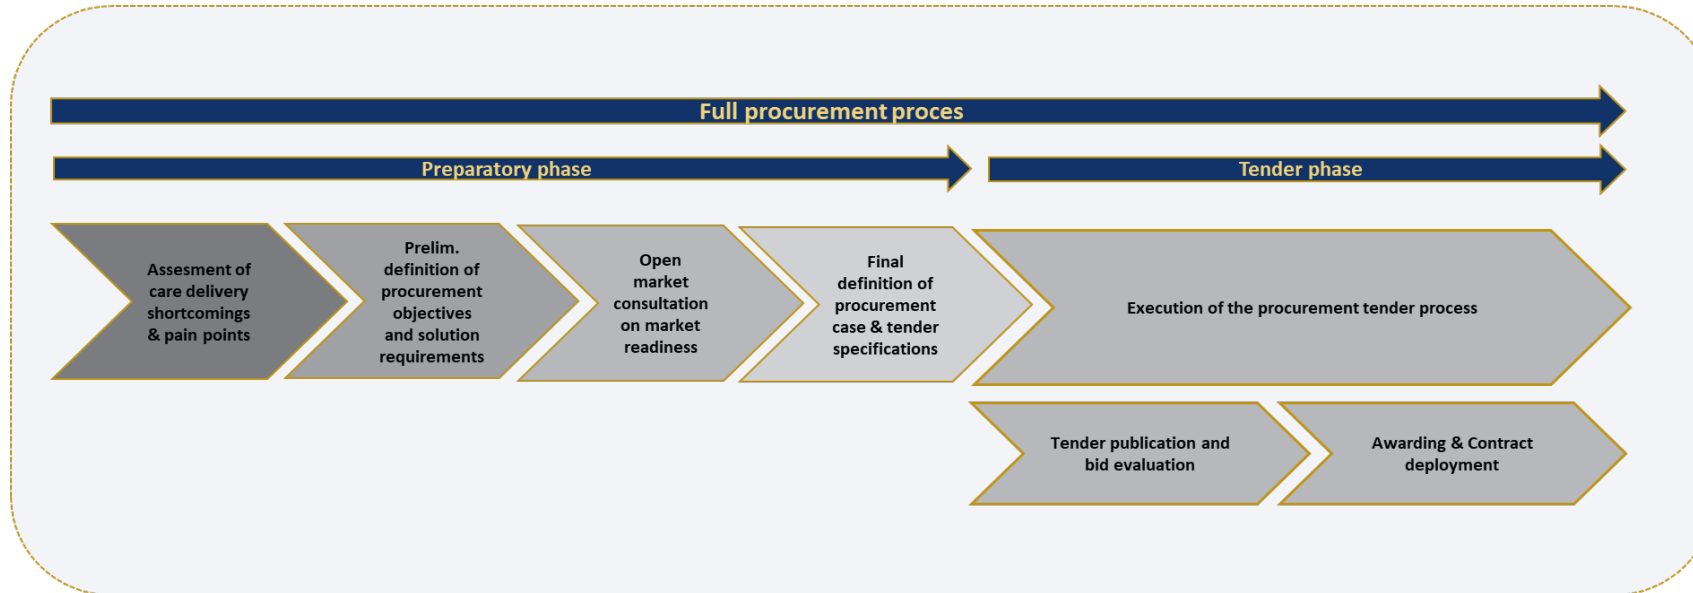 Full procurement proces
Preparatory phase
Tender phase
Assesment of
care delivery
shortcomings
& pain points
Prelim.
definition of
procurement
objectives
and solution
requirements
Open
market
consultation
on market
readiness
Final
definition of
procurement
case & tender
specifications
Execution of the procurement tender process
Tender publication and
bid evaluation
Awarding & Contract
deployment